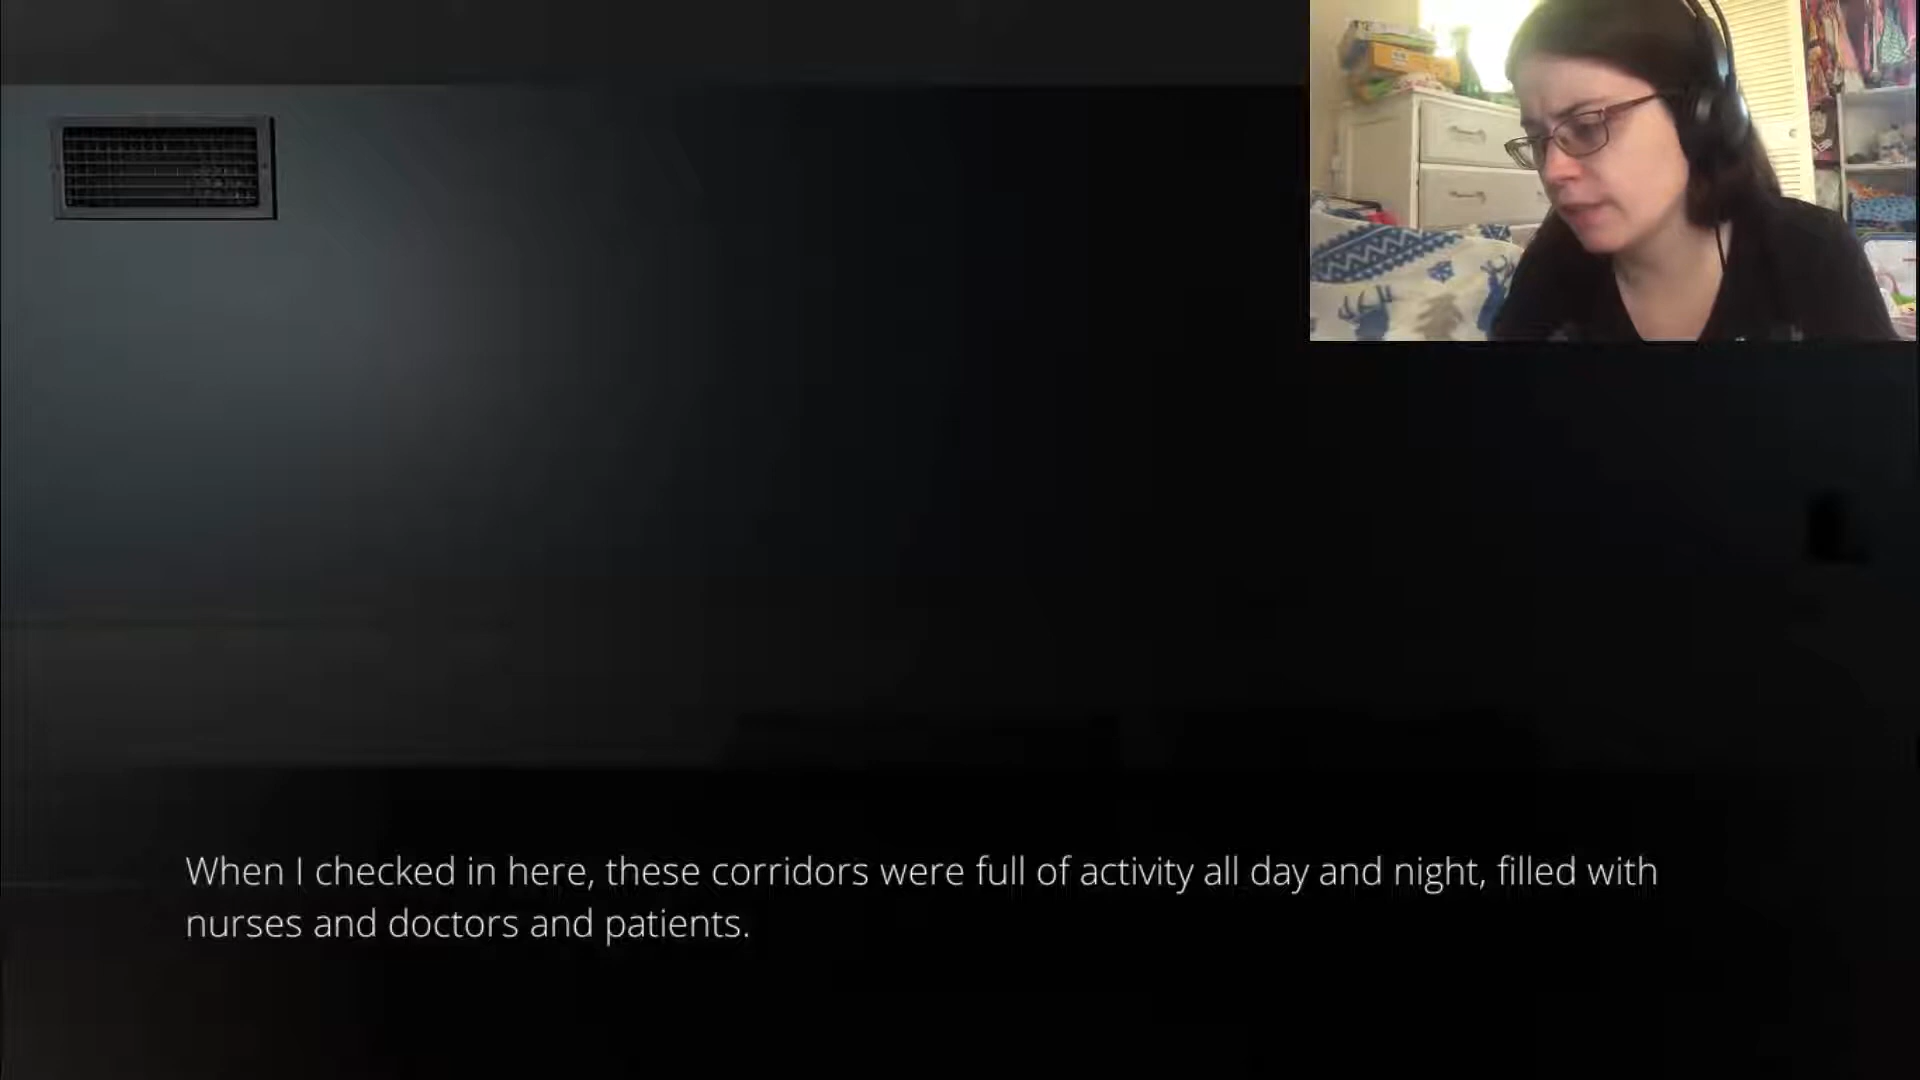 When I checked in here, these corridors were full of activity all day and night, filled with
nurses and doctors and patients.